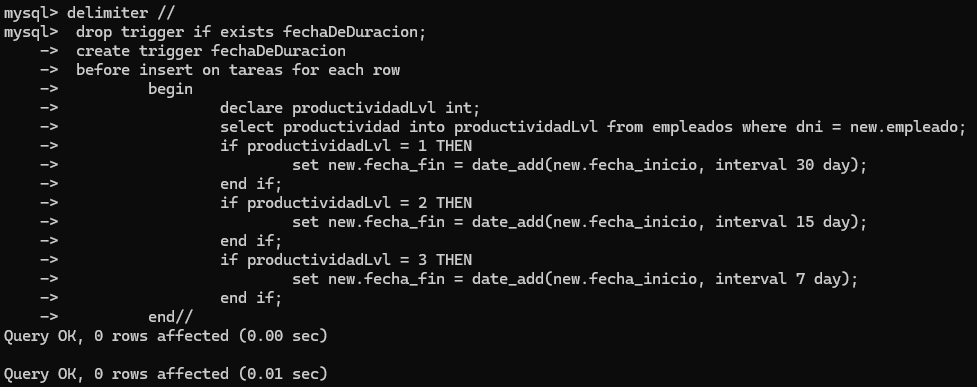 mysql> delimiter //
mysql>  drop trigger if exists fechaDeDuracion;
    ->  create trigger fechaDeDuracion
    ->  before insert on tareas for each row
    ->          begin
    ->                  declare productividadLvl int;
    ->                  select productividad into productividadLvl from empleados where dni = new.empleado;
    ->                  if productividadLvl = 1 THEN
    ->                          set new.fecha_fin = date_add(new.fecha_inicio, interval 30 day);
    ->                  end if;
    ->                  if productividadLvl = 2 THEN
    ->                          set new.fecha_fin = date_add(new.fecha_inicio, interval 15 day);
    ->                  end if;
    ->                  if productividadLvl = 3 THEN
    ->                          set new.fecha_fin = date_add(new.fecha_inicio, interval 7 day);
    ->                  end if;
    ->          end//
Query OK, 0 rows affected (0.00 sec)

Query OK, 0 rows affected (0.01 sec)